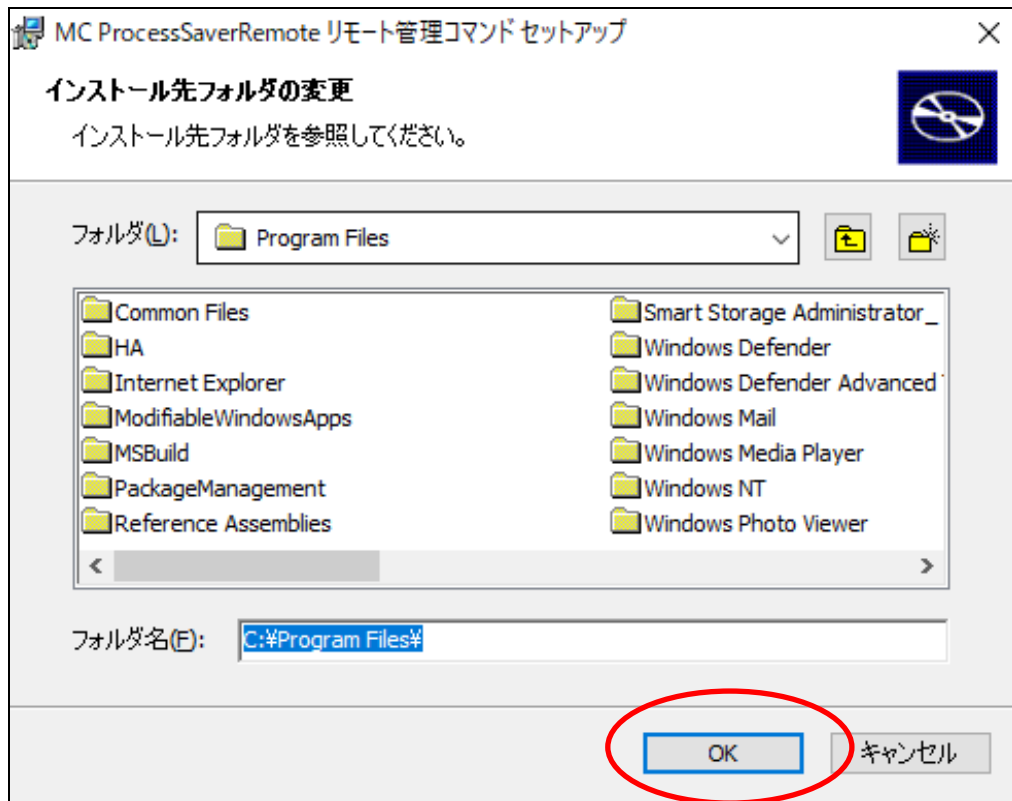 MC ProcessSaverRemote リモート管理コマンド セットアップ
インストール先フォルダの変更
インストール先フォルダを参照してください。
フォルダ(L): Program Files
Common Files
HA
Internet Explorer
ModifiableWindowsApps
MSBuild
PackageManagement
Reference Assemblies
Smart Storage Administrator_
Windows Defender
Windows Defender Advanced
Windows Mail
Windows Media Player
Windows NT
Windows Photo Viewer
フォルダ名(F): C:¥Program Files¥
OK キャンセル